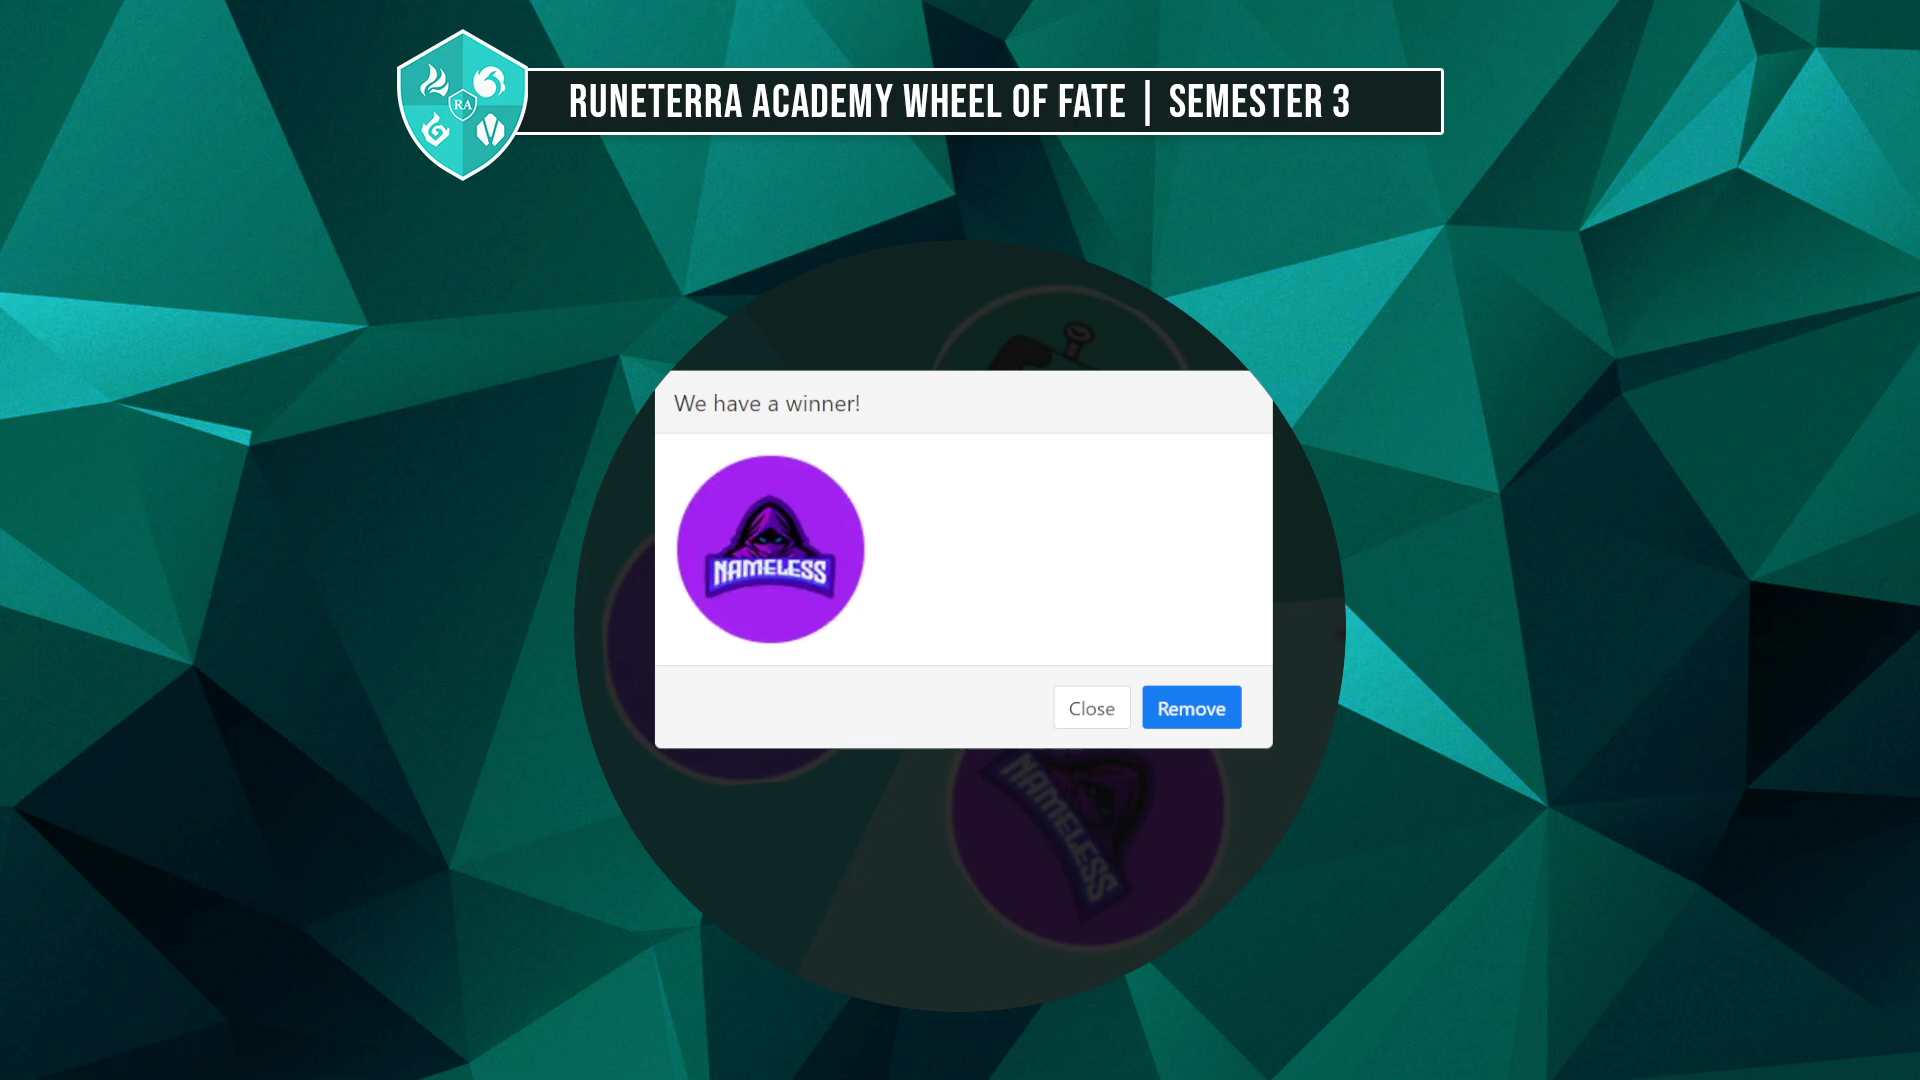 RA
RUNETERRA ACADEMY WHEEL OF FATE | SEMESTER 3
We have a winner!
NAMELESS
Close
Remove
NAMELESS